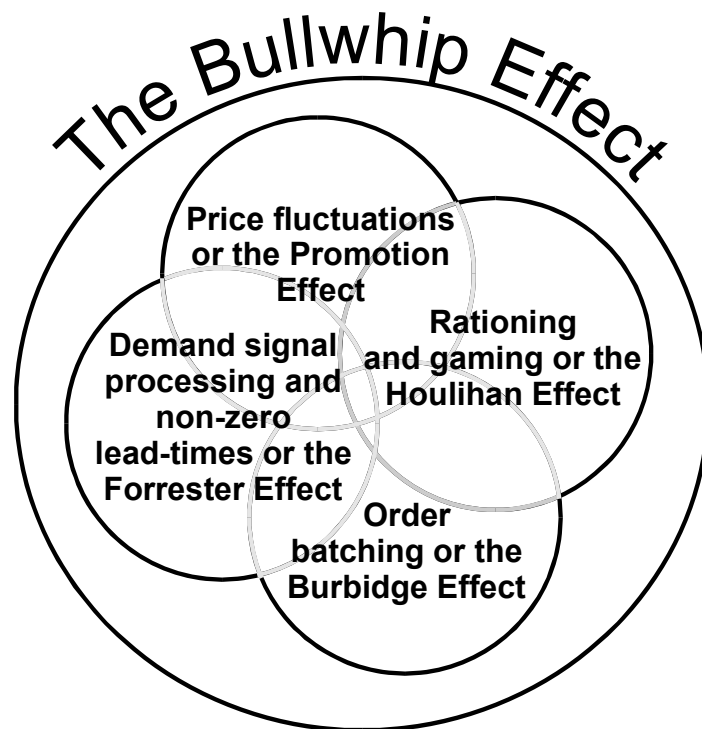 The Bullwhip Effect
Price fluctuations
or the Promotion
Effect
Rationing
and gaming or the
Houlihan Effect
Demand signal
processing and
non-zero
lead-times or the
Forrester Effect
Order
batching or the
Burbidge Effect